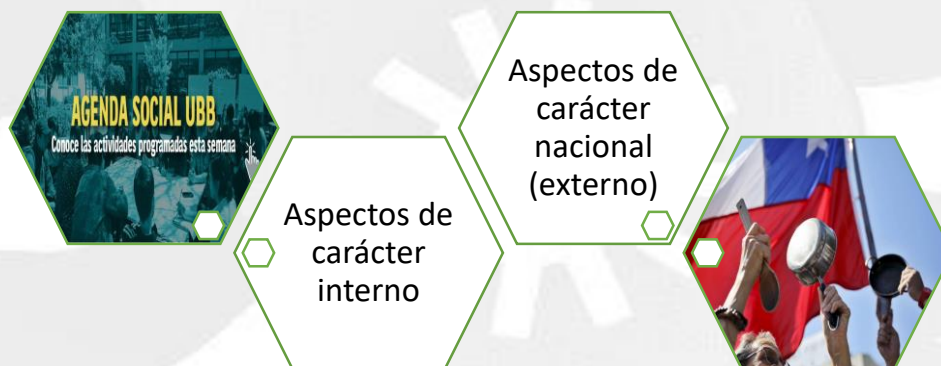 AGENDA SOCIAL UBB
Conoce las actividades programadas esta semana
Aspectos de
carácter
interno
Aspectos de
carácter
nacional
(externo)